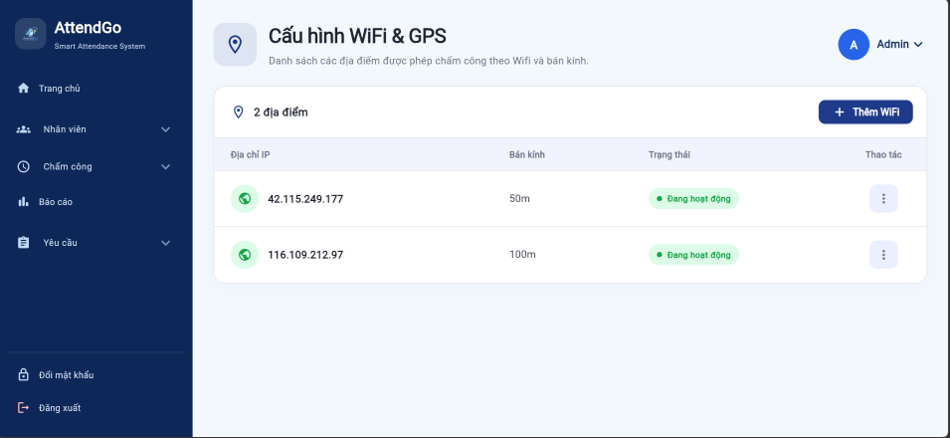 AttendGo
Smart Attendance System
Trang chủ
Nhân viên
Chấm công
Báo cáo
Yêu cầu
Đổi mật khẩu
Đăng xuất
Cấu hình WiFi & GPS
Danh sách các địa điểm được phép chấm công theo Wifi và bán kính.
A Admin
2 địa điểm
+ Thêm WiFi
Địa chỉ IP Bán kính Trạng thái Thao tác
42.115.249.177 50m Đang hoạt động
116.109.212.97 100m Đang hoạt động